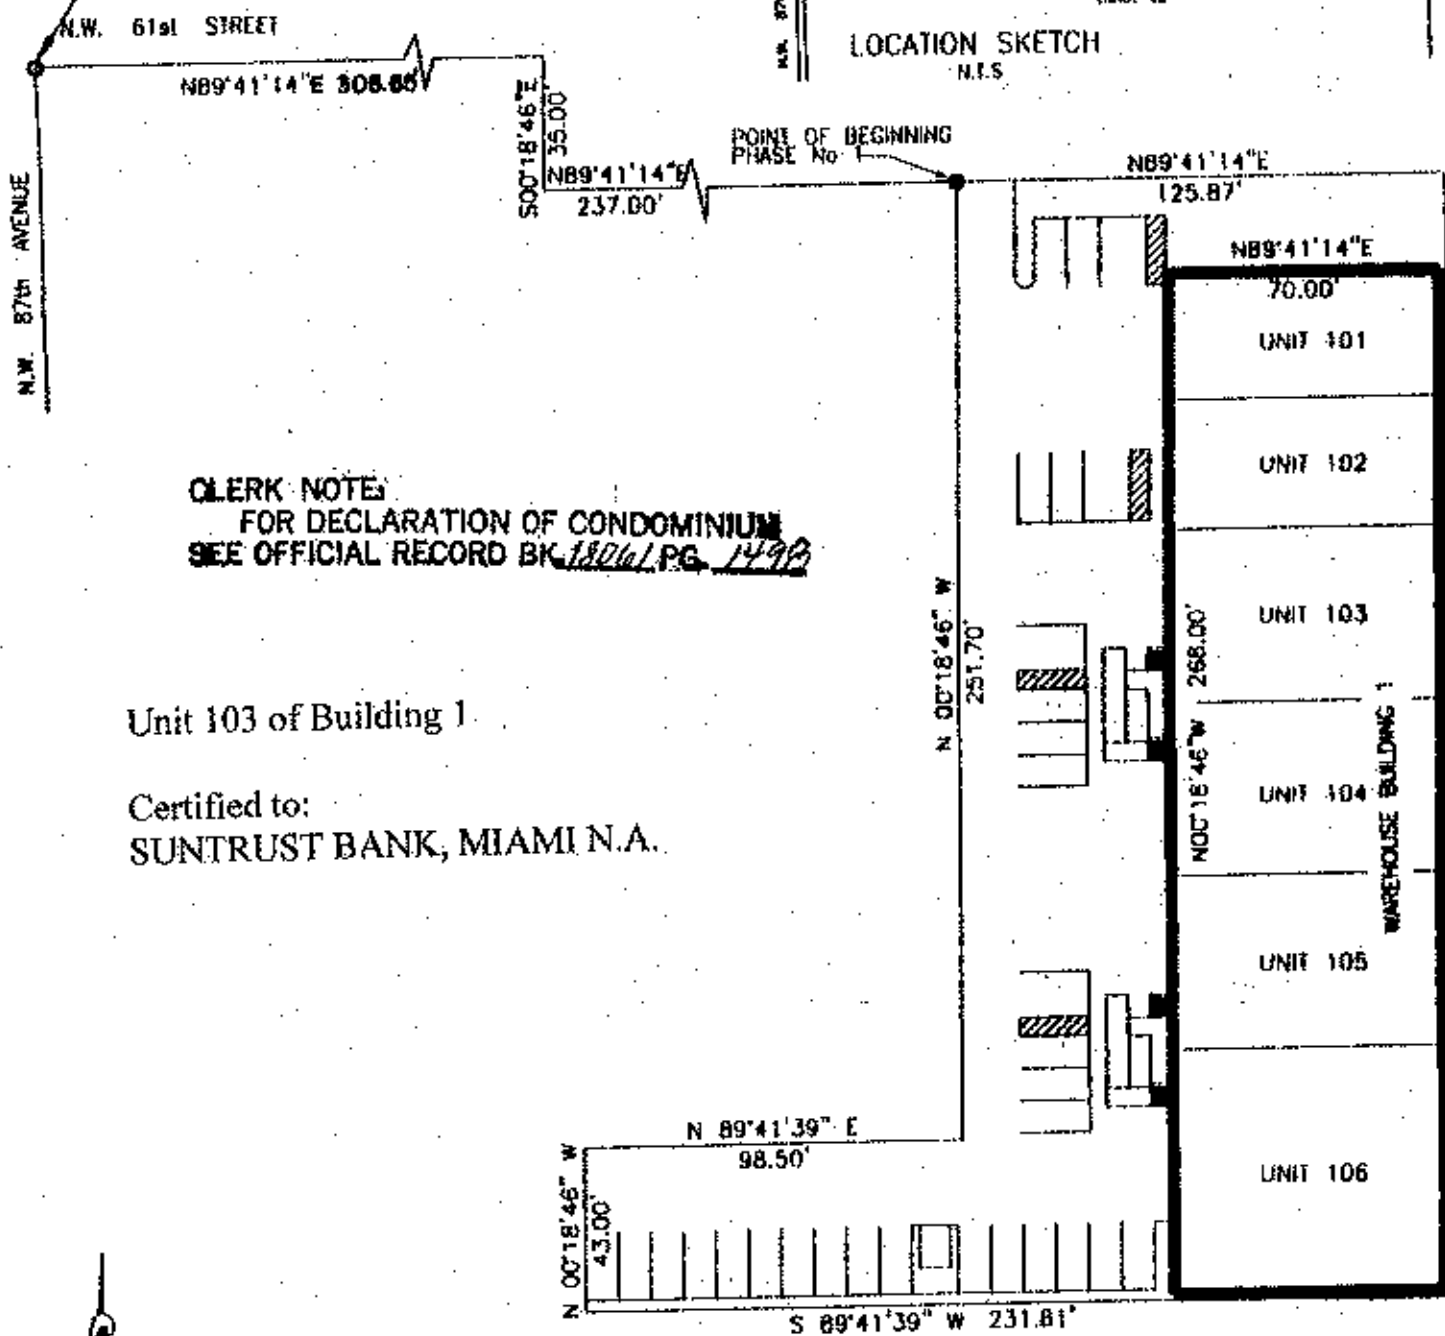 N.W. 61st STREET
N89°41'14"E
S00°18'46"E
35.00'
N89°41'14"E
237.00'
N.W. 87th AVENUE
N.W. 87
LOCATION SKETCH
N.T.S
POINT OF BEGINNING
PHASE No 1
N89°41'14"E
125.87'
N89°41'14"E
70.00'
UNIT 101
UNIT 102
UNIT 103
UNIT 104
UNIT 105
UNIT 106
N00°18'46"W 268.00'
WAREHOUSE BUILDING 1
N 00°18'46" W
251.70'
CLERK NOTE:
FOR DECLARATION OF CONDOMINIUM
SEE OFFICIAL RECORD BK 18061 PG.
Unit 103 of Building 1
Certified to:
SUNTRUST BANK, MIAMI N.A.
N 89°41'39" E
98.50'
N 00°18'46" W
43.00'
S 89°41'39" W 231.81'